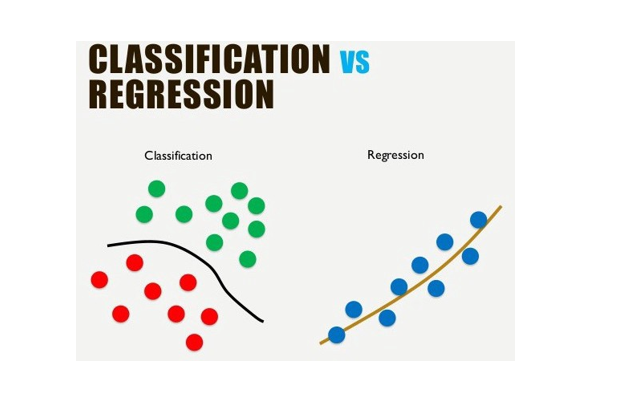 CLASSIFICATION VS
REGRESSION
Classification
Regression